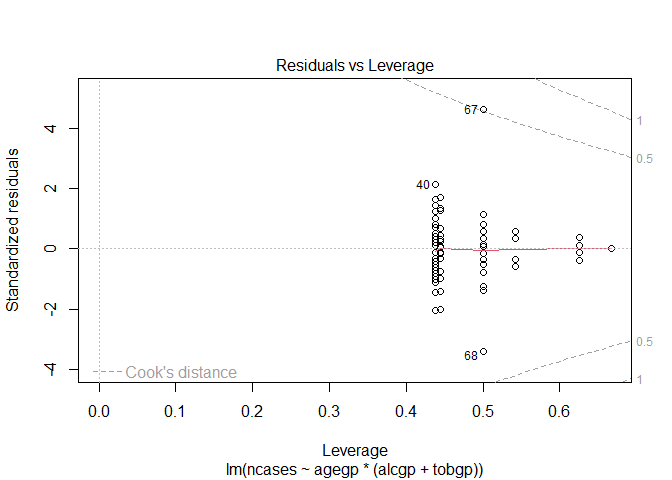 Residuals vs Leverage
Standardized residuals
4
2
0
-2
-4
67
40
68
1
0.5
0.5
1
Cook's distance
0.0 0.1 0.2 0.3 0.4 0.5 0.6
Leverage
lm(ncases ~ agegp * (alcgp + tobgp))